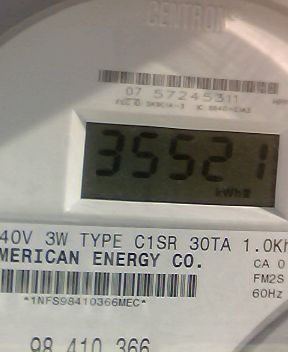 CENTRON
07 57245311
35521
kWh
40V 3W TYPE C1SR 30TA 1.0Kh
MERICAN ENERGY CO.
CA 0
FM2S
60Hz
*1NFS98410366MEC*
98 410 366